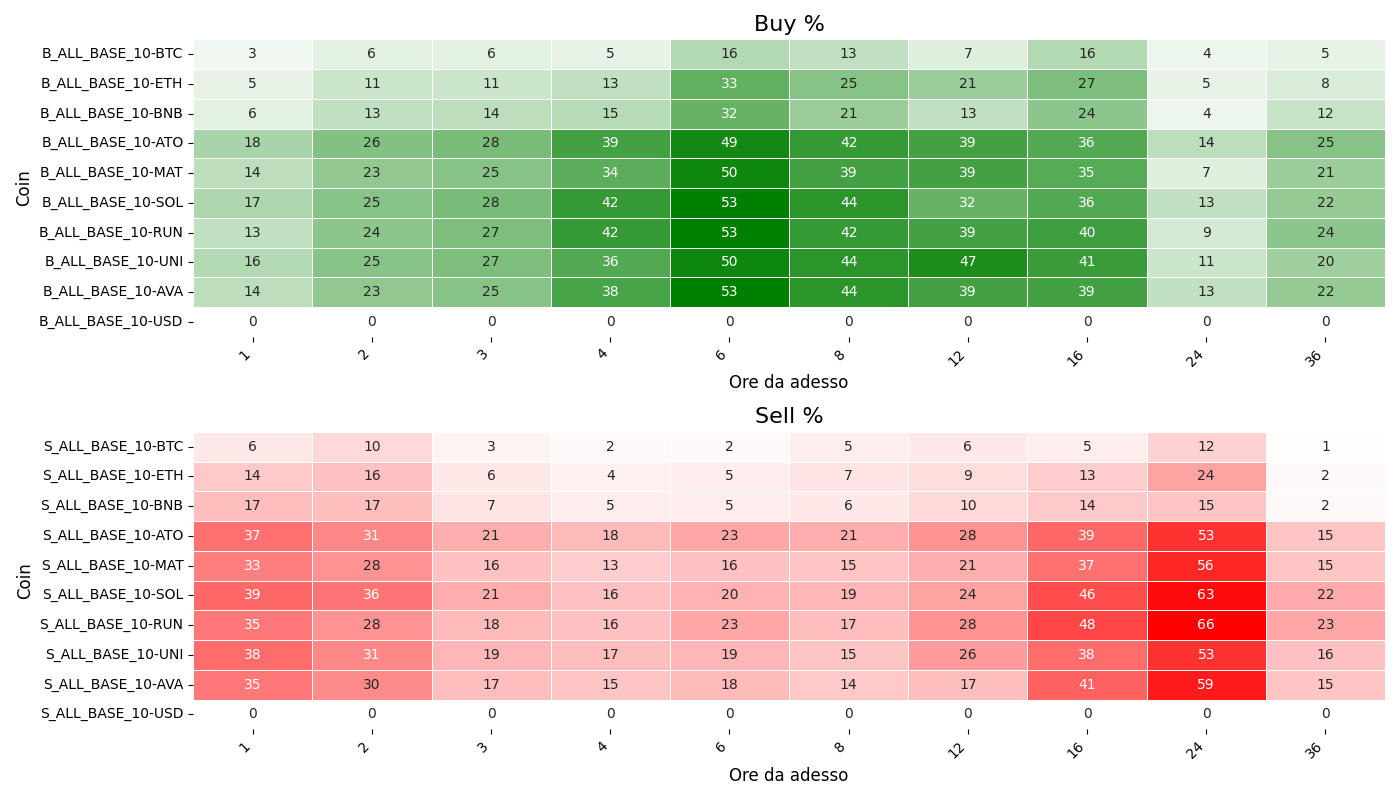 Buy %
B_ALL_BASE_10-BTC 3 6 6 5 16 13 7 16 4 5
B_ALL_BASE_10-ETH 5 11 11 13 33 25 21 27 5 8
B_ALL_BASE_10-BNB 6 13 14 15 32 21 13 24 4 12
B_ALL_BASE_10-ATO 18 26 28 39 49 42 39 36 14 25
B_ALL_BASE_10-MAT 14 23 25 34 50 39 39 35 7 21
B_ALL_BASE_10-SOL 17 25 28 42 53 44 32 36 13 22
B_ALL_BASE_10-RUN 13 24 27 42 53 42 39 40 9 24
B_ALL_BASE_10-UNI 16 25 27 36 50 44 47 41 11 20
B_ALL_BASE_10-AVA 14 23 25 38 53 44 39 39 13 22
B_ALL_BASE_10-USD 0 0 0 0 0 0 0 0 0 0
Coin
1 2 3 4 6 8 12 16 24 36
Ore da adesso
Sell %
S_ALL_BASE_10-BTC 6 10 3 2 2 5 6 5 12 1
S_ALL_BASE_10-ETH 14 16 6 4 5 7 9 13 24 2
S_ALL_BASE_10-BNB 17 17 7 5 5 6 10 14 15 2
S_ALL_BASE_10-ATO 37 31 21 18 23 21 28 39 53 15
S_ALL_BASE_10-MAT 33 28 16 13 16 15 21 37 56 15
S_ALL_BASE_10-SOL 39 36 21 16 20 19 24 46 63 22
S_ALL_BASE_10-RUN 35 28 18 16 23 17 28 48 66 23
S_ALL_BASE_10-UNI 38 31 19 17 19 15 26 38 53 16
S_ALL_BASE_10-AVA 35 30 17 15 18 14 17 41 59 15
S_ALL_BASE_10-USD 0 0 0 0 0 0 0 0 0 0
Coin
1 2 3 4 6 8 12 16 24 36
Ore da adesso